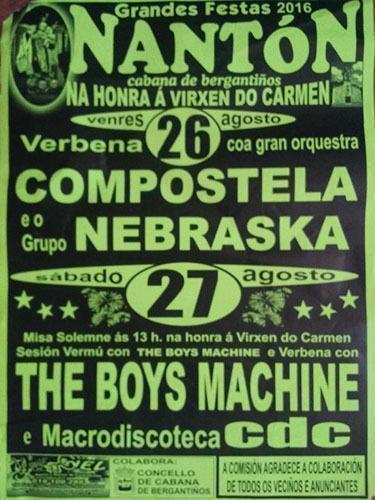 Grandes Festas 2016
NANTÓN
cabana de bergantiños
NA HONRA Á VIRXEN DO CARMEN
venres 26 agosto
Verbena coa gran orquestra
COMPOSTELA
e o
Grupo NEBRASKA
sábado 27 agosto
Misa Solemne ás 13 h. na honra á Virxen do Carmen
Sesión Vermú con THE BOYS MACHINE e Verbena con
THE BOYS MACHINE
e Macrodiscoteca cdc
COLABORA:
CONCELLO
DE CABANA
DE BERGANTIÑOS
A COMISIÓN AGRADECE A COLABORACIÓN
DE TODOS OS VECIÑOS E ANUNCIANTES